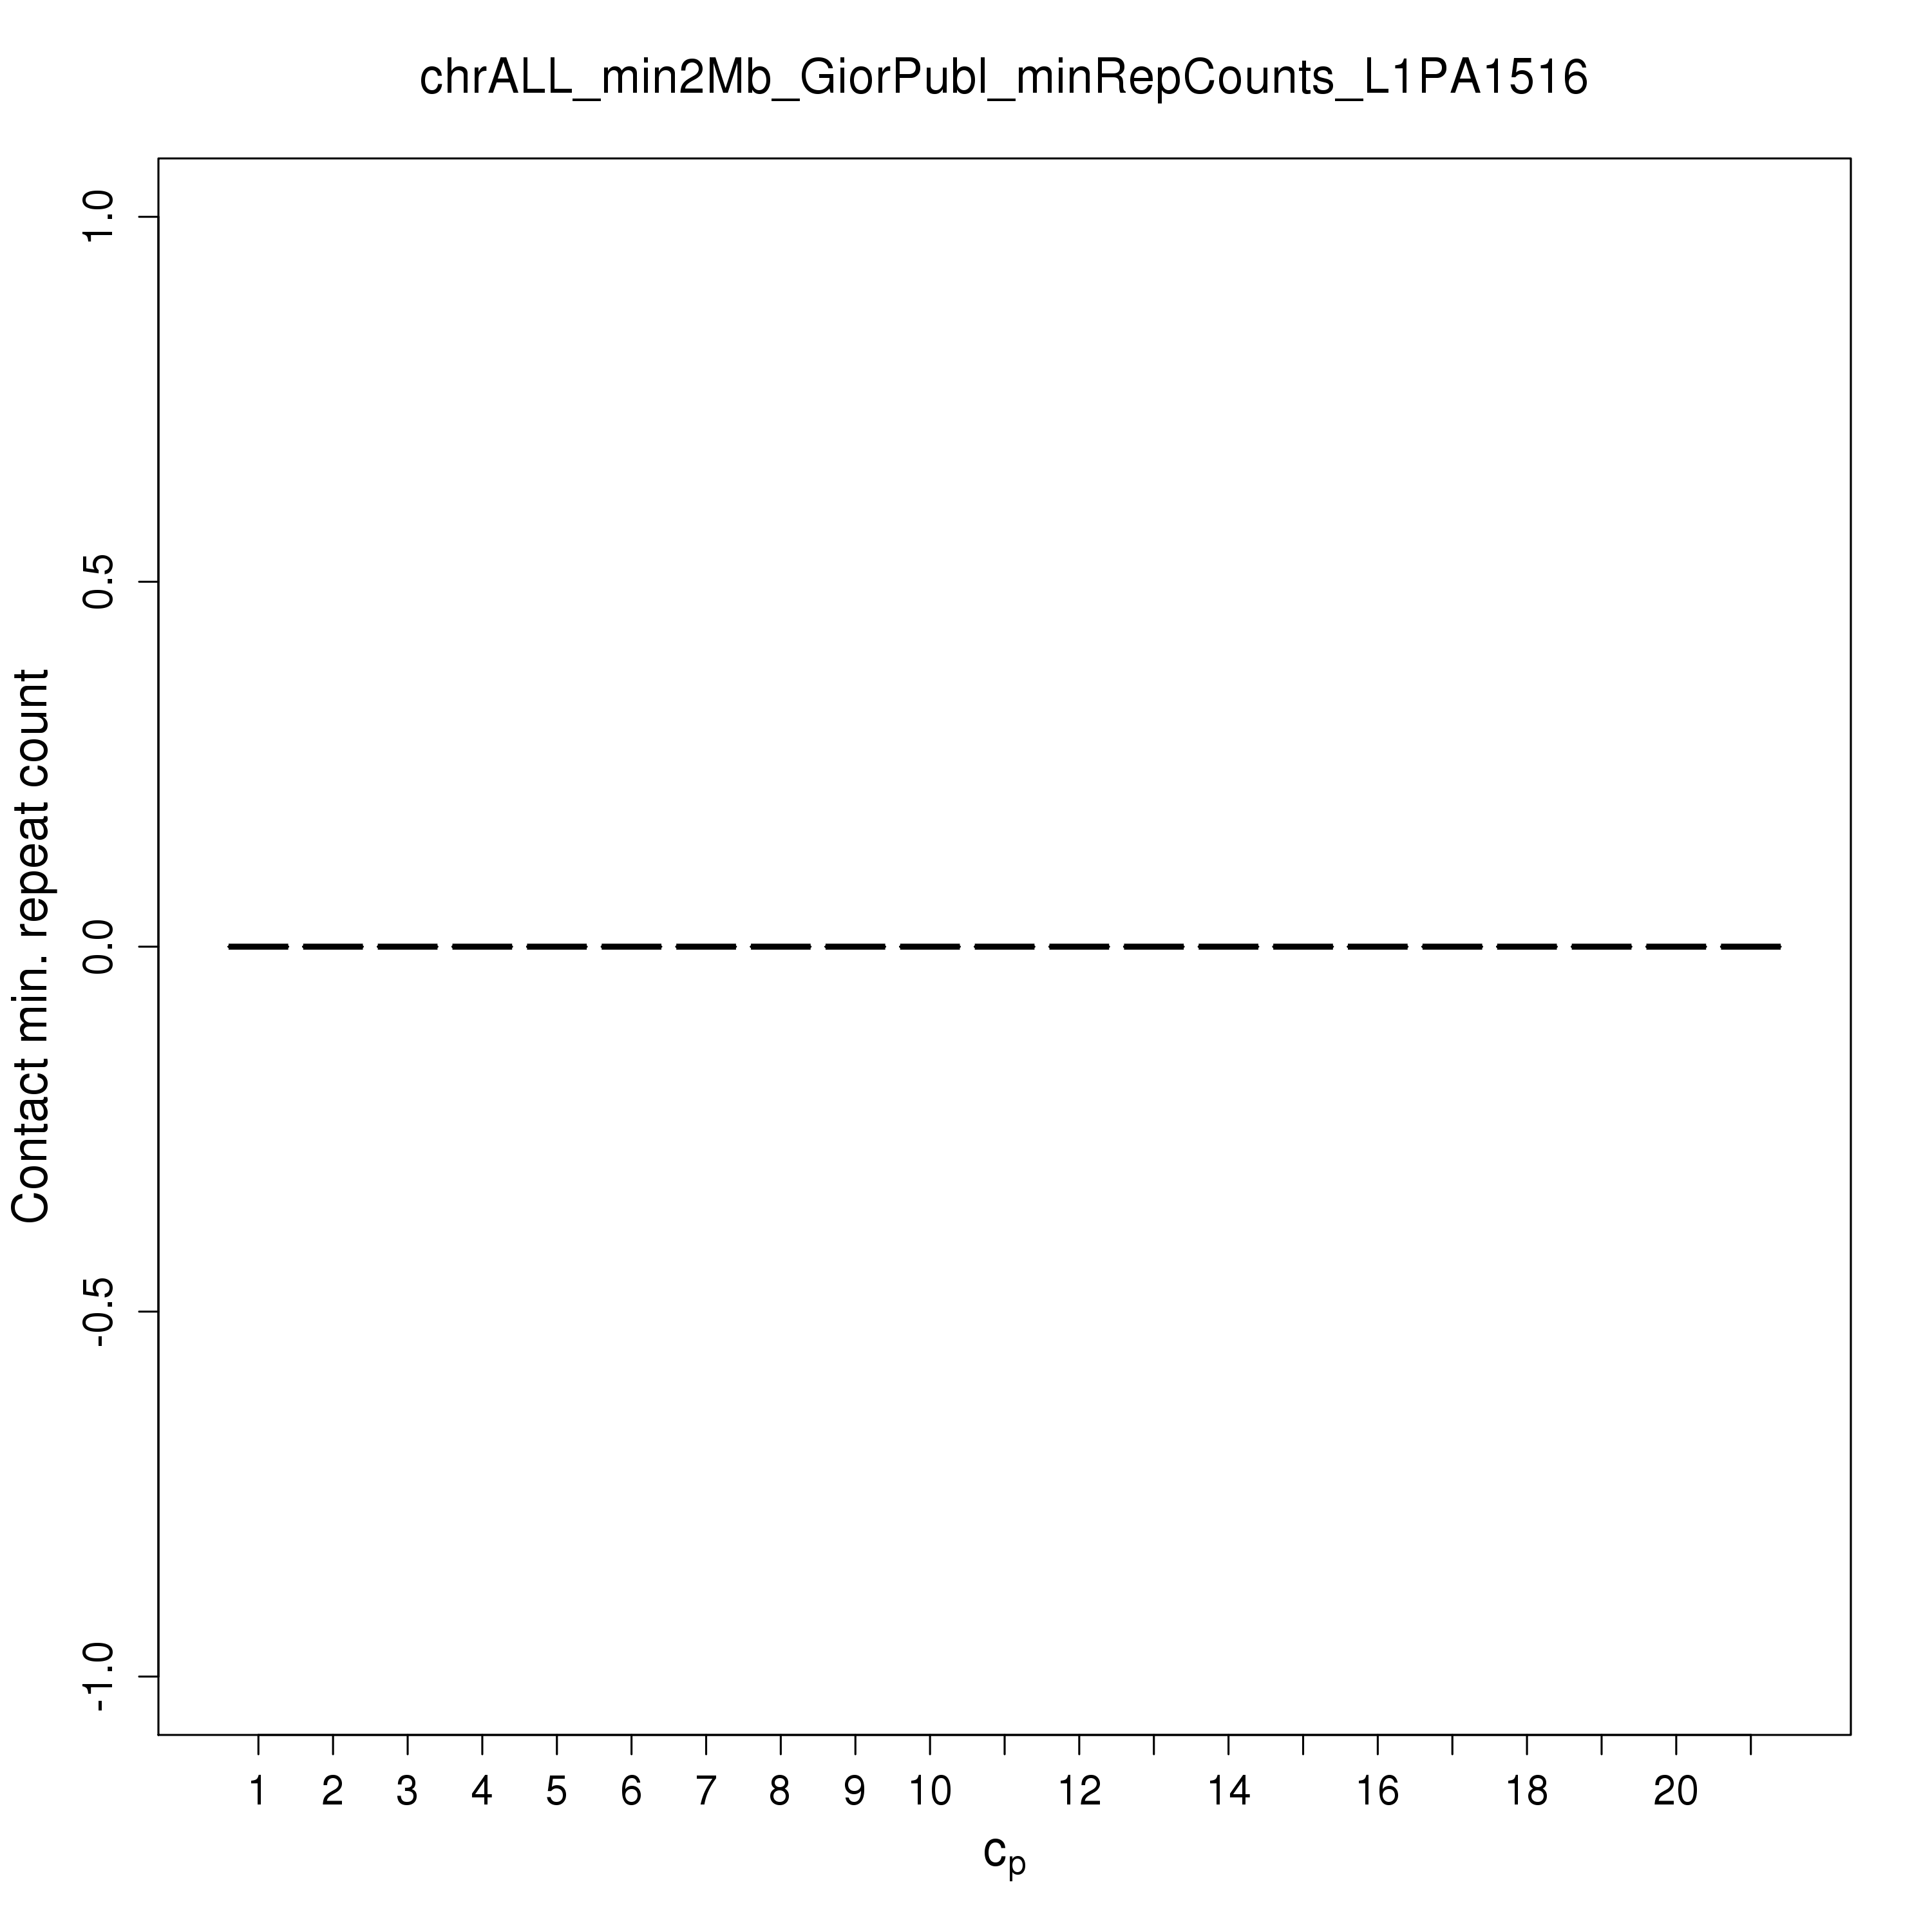 chrALL_min2Mb_GiorPubl_minRepCounts_L1PA1516
Contact min. repeat count
1.0
0.5
0.0
-0.5
-1.0
1 2 3 4 5 6 7 8 9 10 12 14 16 18 20
cp